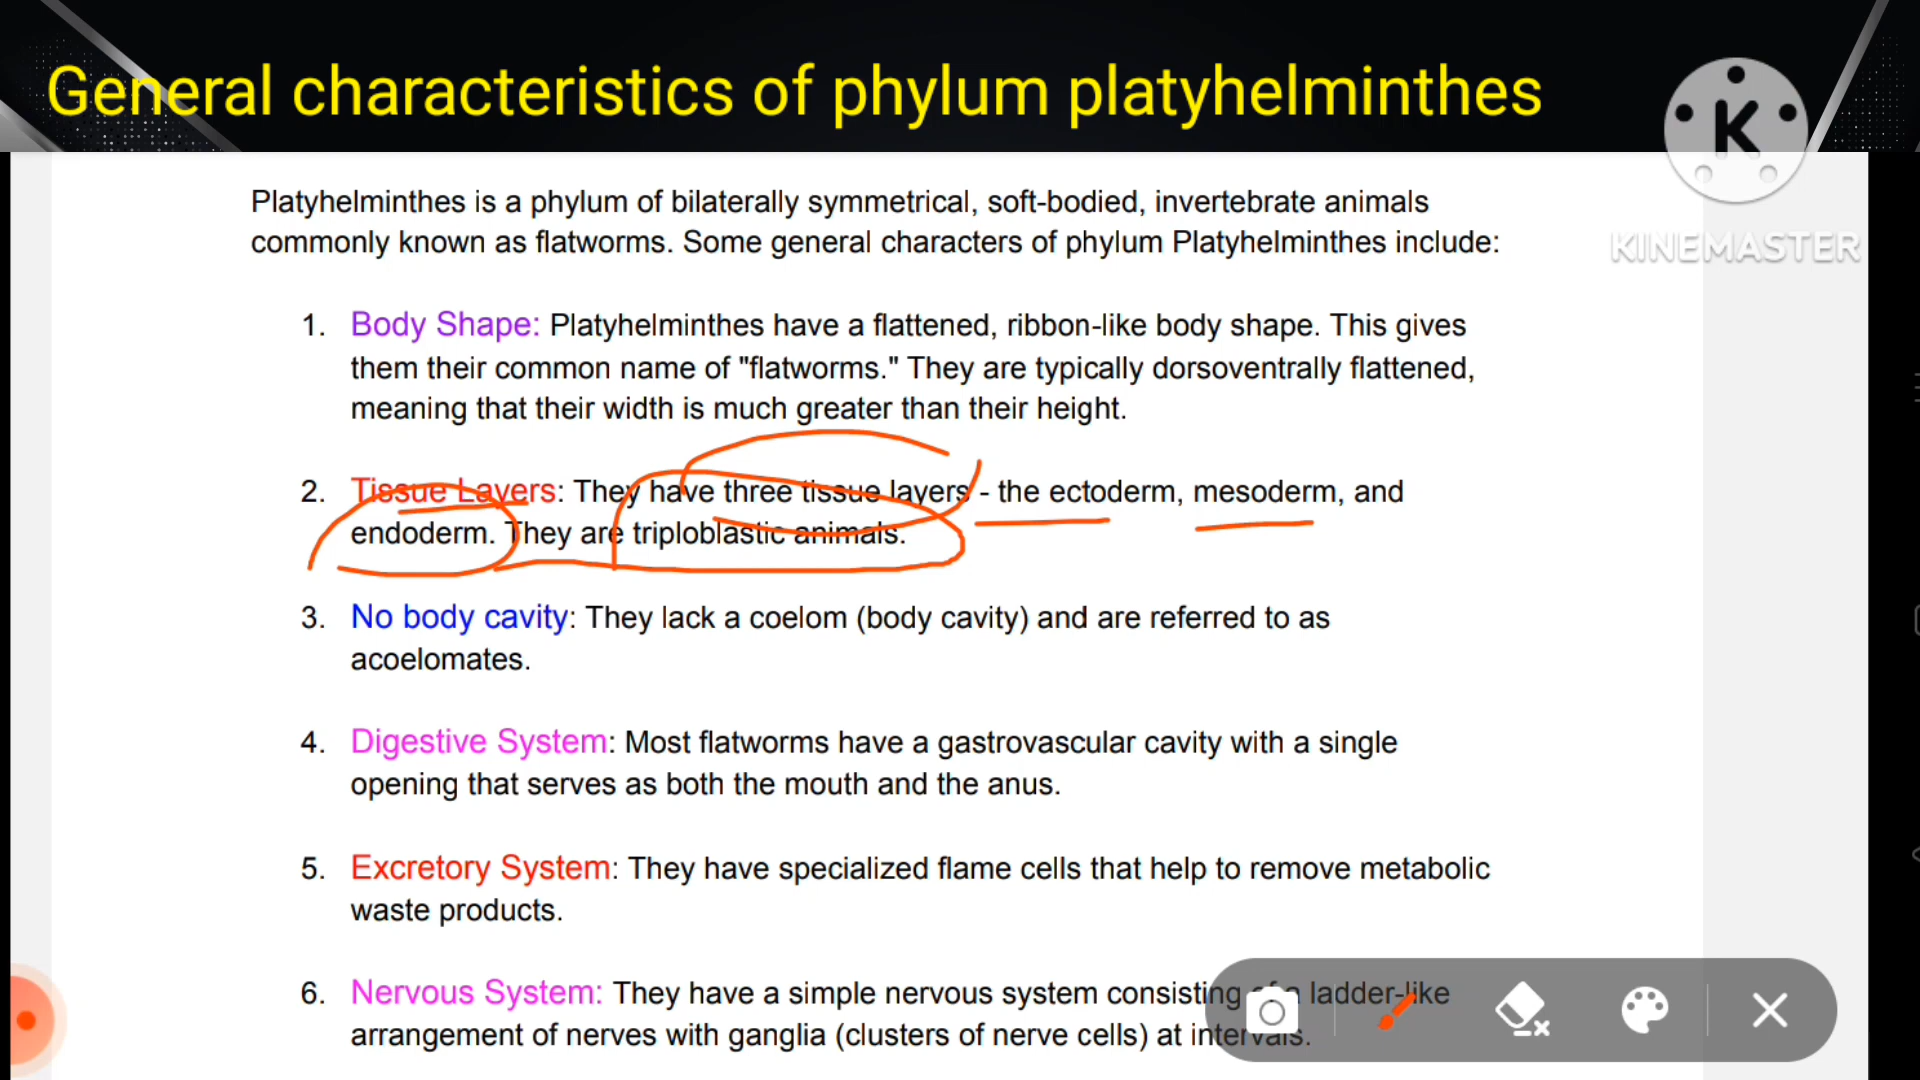 General characteristics of phylum platyhelminthes
K
KINEMASTER
Platyhelminthes is a phylum of bilaterally symmetrical, soft-bodied, invertebrate animals
commonly known as flatworms. Some general characters of phylum Platyhelminthes include:
1. Body Shape: Platyhelminthes have a flattened, ribbon-like body shape. This gives
them their common name of "flatworms." They are typically dorsoventrally flattened,
meaning that their width is much greater than their height.
2. Tissue Layers: They have three tissue layers - the ectoderm, mesoderm, and
endoderm. They are triploblastic animals.
3. No body cavity: They lack a coelom (body cavity) and are referred to as
acoelomates.
4. Digestive System: Most flatworms have a gastrovascular cavity with a single
opening that serves as both the mouth and the anus.
5. Excretory System: They have specialized flame cells that help to remove metabolic
waste products.
6. Nervous System: They have a simple nervous system consisting of a ladder-like
arrangement of nerves with ganglia (clusters of nerve cells) at intervals.